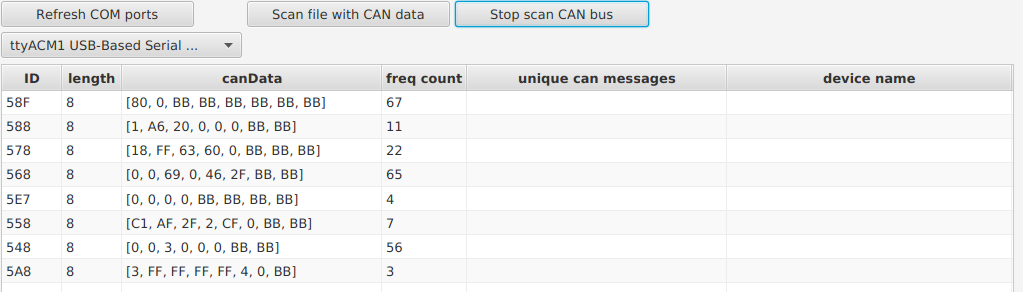 Refresh COM ports Scan file with CAN data Stop scan CAN bus
ttyACM1 USB-Based Serial ...
ID length canData freq count unique can messages device name
58F 8 [80, 0, BB, BB, BB, BB, BB, BB] 67
588 8 [1, A6, 20, 0, 0, 0, BB, BB] 11
578 8 [18, FF, 63, 60, 0, BB, BB, BB] 22
568 8 [0, 0, 69, 0, 46, 2F, BB, BB] 65
5E7 8 [0, 0, 0, 0, BB, BB, BB, BB] 4
558 8 [C1, AF, 2F, 2, CF, 0, BB, BB] 7
548 8 [0, 0, 3, 0, 0, 0, BB, BB] 56
5A8 8 [3, FF, FF, FF, FF, 4, 0, BB] 3